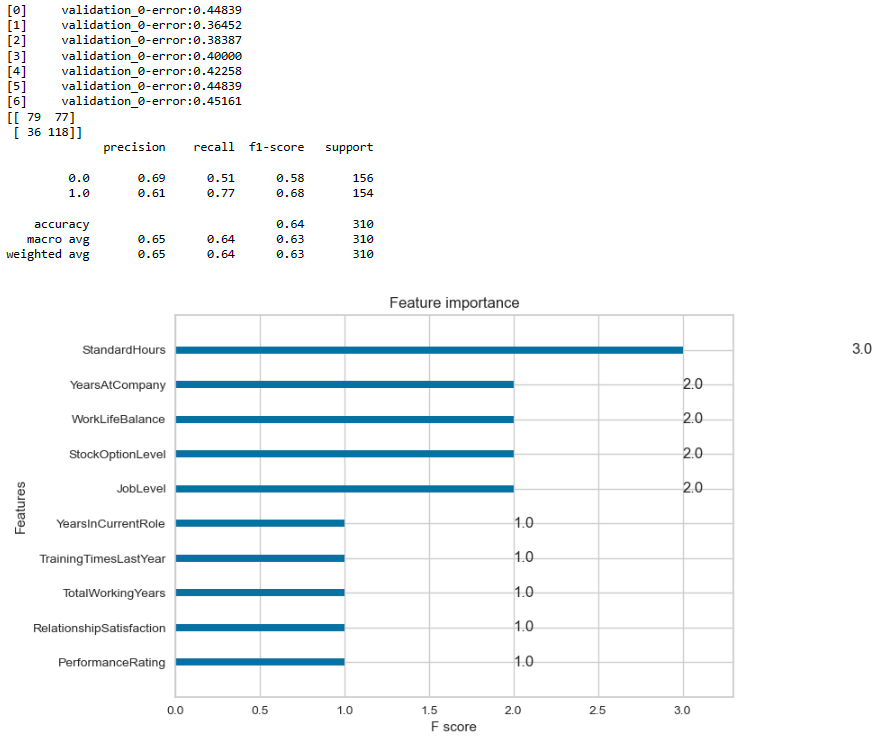 [0]	validation_0-error:0.44839
[1]	validation_0-error:0.36452
[2]	validation_0-error:0.38387
[3]	validation_0-error:0.40000
[4]	validation_0-error:0.42258
[5]	validation_0-error:0.44839
[6]	validation_0-error:0.45161
[[ 79  77]
 [ 36 118]]
              precision    recall  f1-score   support
         0.0       0.69      0.51      0.58       156
         1.0       0.61      0.77      0.68       154
    accuracy                           0.64       310
   macro avg       0.65      0.64      0.63       310
weighted avg       0.65      0.64      0.63       310
Feature importance
StandardHours 3.0
YearsAtCompany 2.0
WorkLifeBalance 2.0
StockOptionLevel 2.0
JobLevel 2.0
Features
YearsInCurrentRole 1.0
TrainingTimesLastYear 1.0
TotalWorkingYears 1.0
RelationshipSatisfaction 1.0
PerformanceRating 1.0
0.0 0.5 1.0 1.5 2.0 2.5 3.0
F score